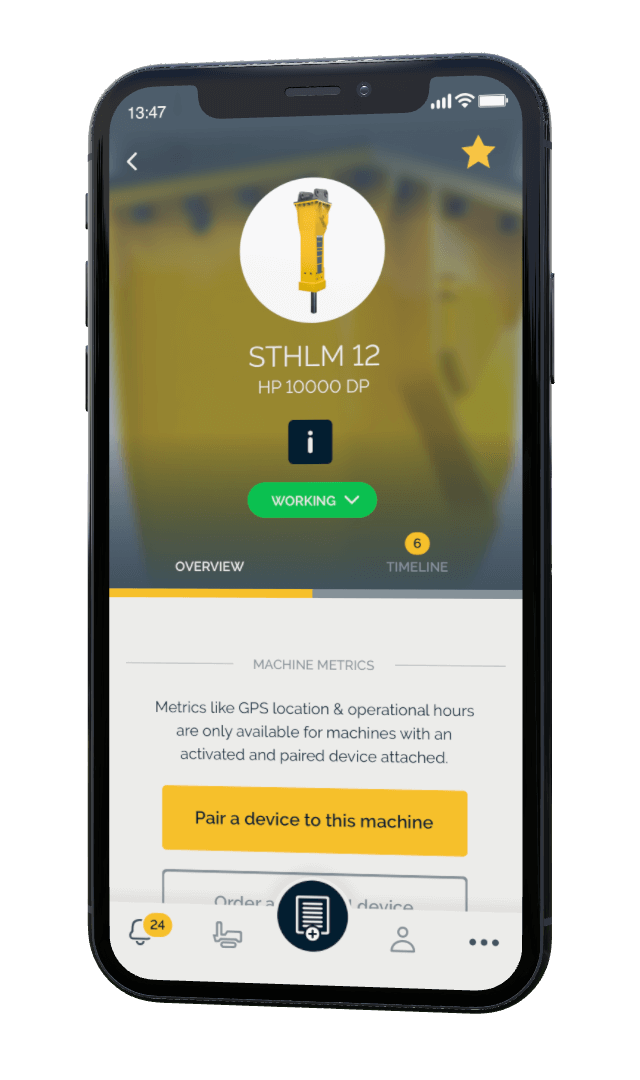 13:47
STHLM 12
HP 10000 DP
i
WORKING
6
OVERVIEW
TIMELINE
MACHINE METRICS
Metrics like GPS location & operational hours
are only available for machines with an
activated and paired device attached.
Pair a device to this machine
Order a device
24